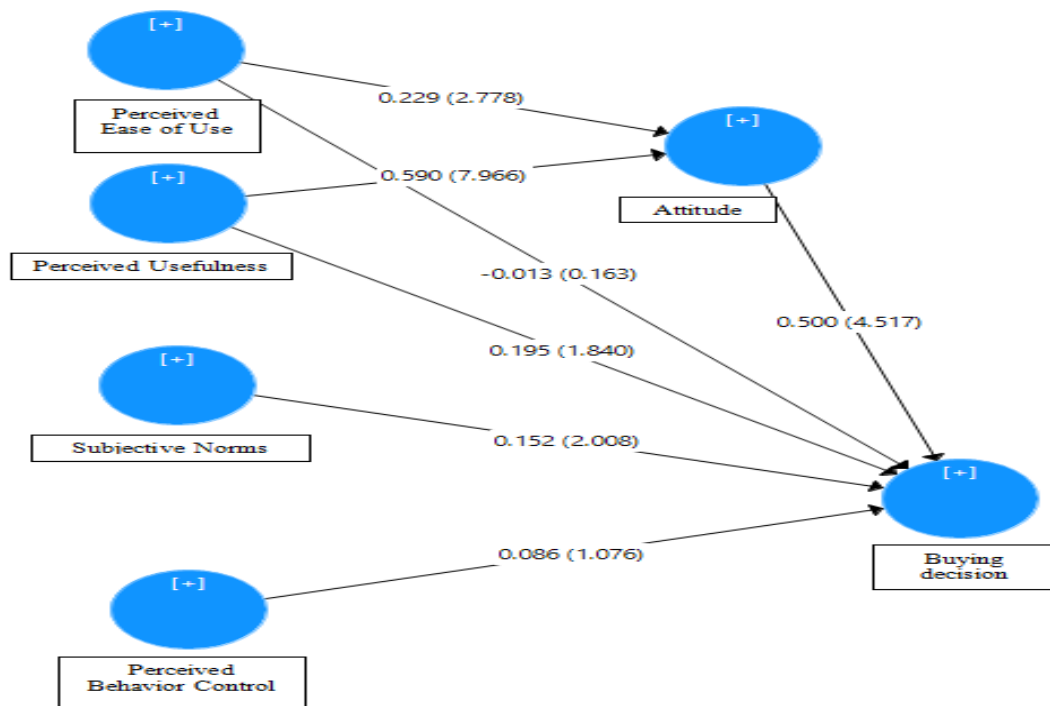 [+]
Perceived
Ease of Use
0.229 (2.778)
[+]
Attitude
[+]
Perceived Usefulness
0.590 (7.966)
-0.013 (0.163)
0.500 (4.517)
0.195 (1.840)
[+]
Subjective Norms
0.152 (2.008)
[+]
Buying
decision
0.086 (1.076)
[+]
Perceived
Behavior Control